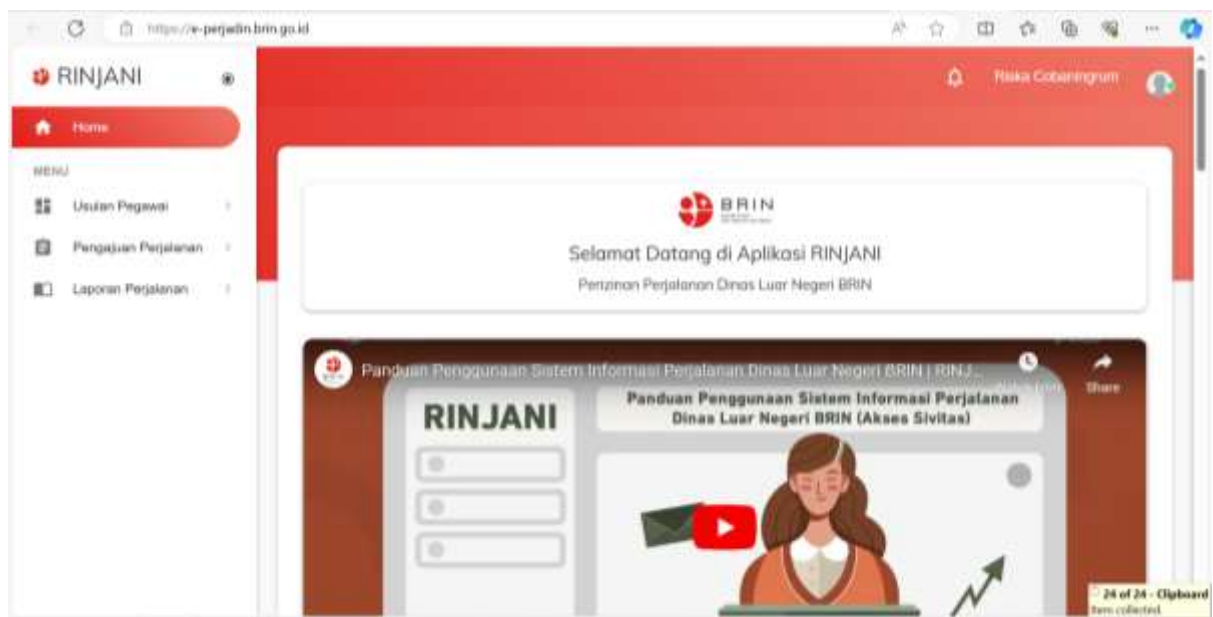 https://e-perjadin.brin.go.id
RINJANI
Riska Cobaningrum
Home
MENU
Usulan Pegawai
Pengajuan Perjalanan
Laporan Perjalanan
BRIN
Selamat Datang di Aplikasi RINJANI
Perizinan Perjalanan Dinas Luar Negeri BRIN
Panduan Penggunaan Sistem Informasi Perjalanan Dinas Luar Negeri BRIN | RINJ...
Share
RINJANI
Panduan Penggunaan Sistem Informasi Perjalanan
Dinas Luar Negeri BRIN (Akses Sivitas)
24 of 24 - Clipboard
Item collected.